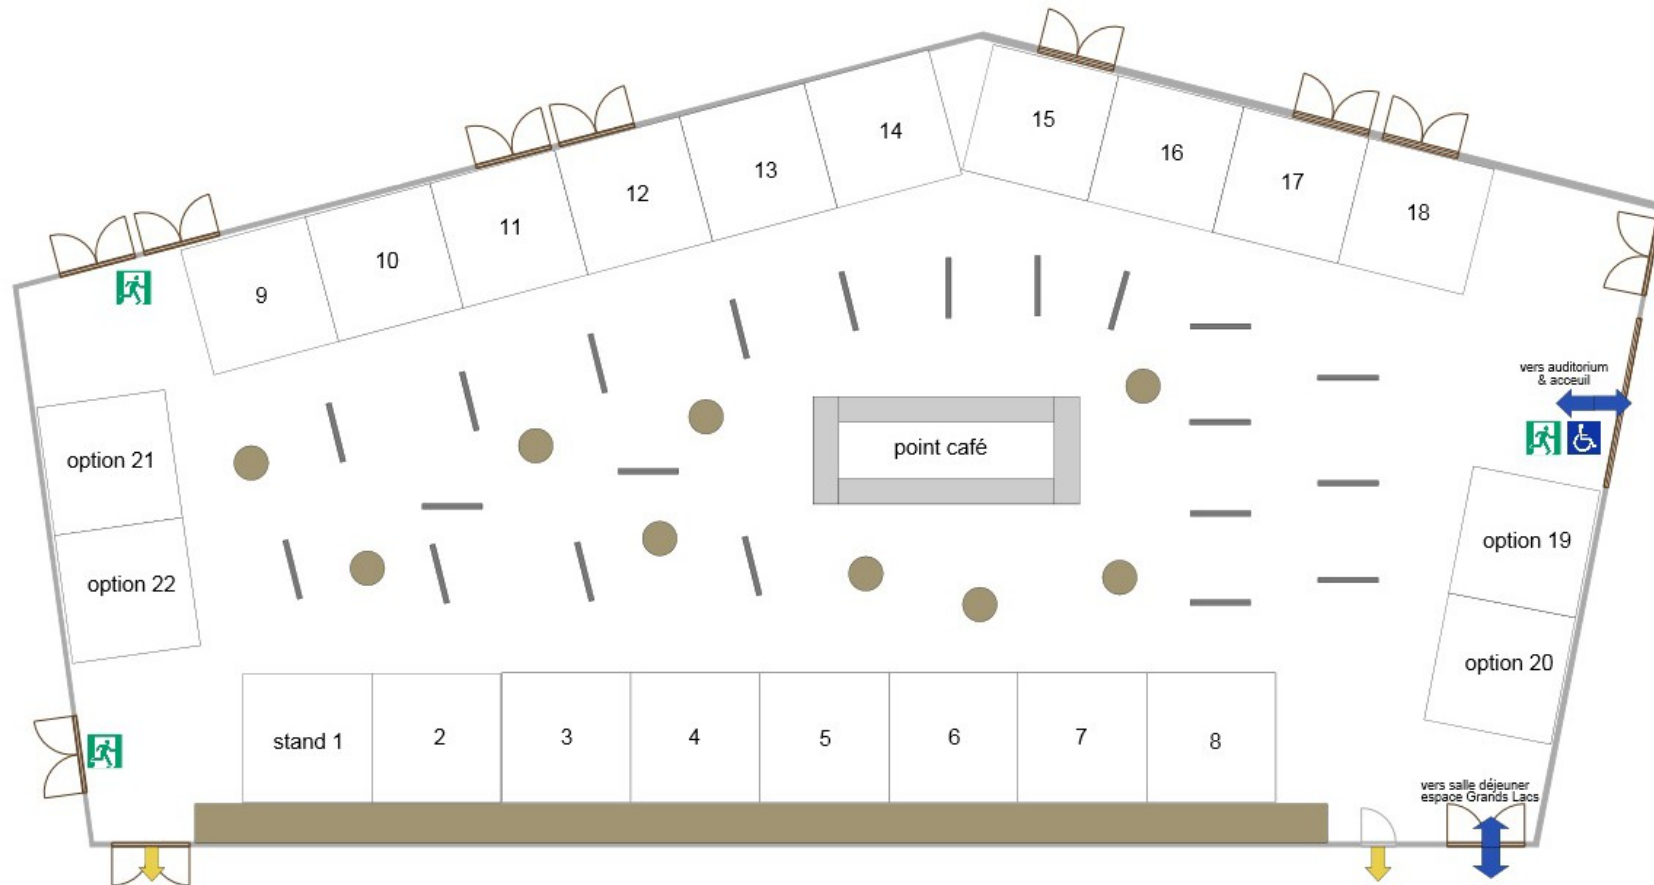 15
14
16
13
17
12
18
11
10
9
vers auditorium
& acceuil
point café
option 21
option 19
option 22
option 20
stand 1
2
3
4
5
6
7
8
vers salle déjeuner
espace Grands Lacs